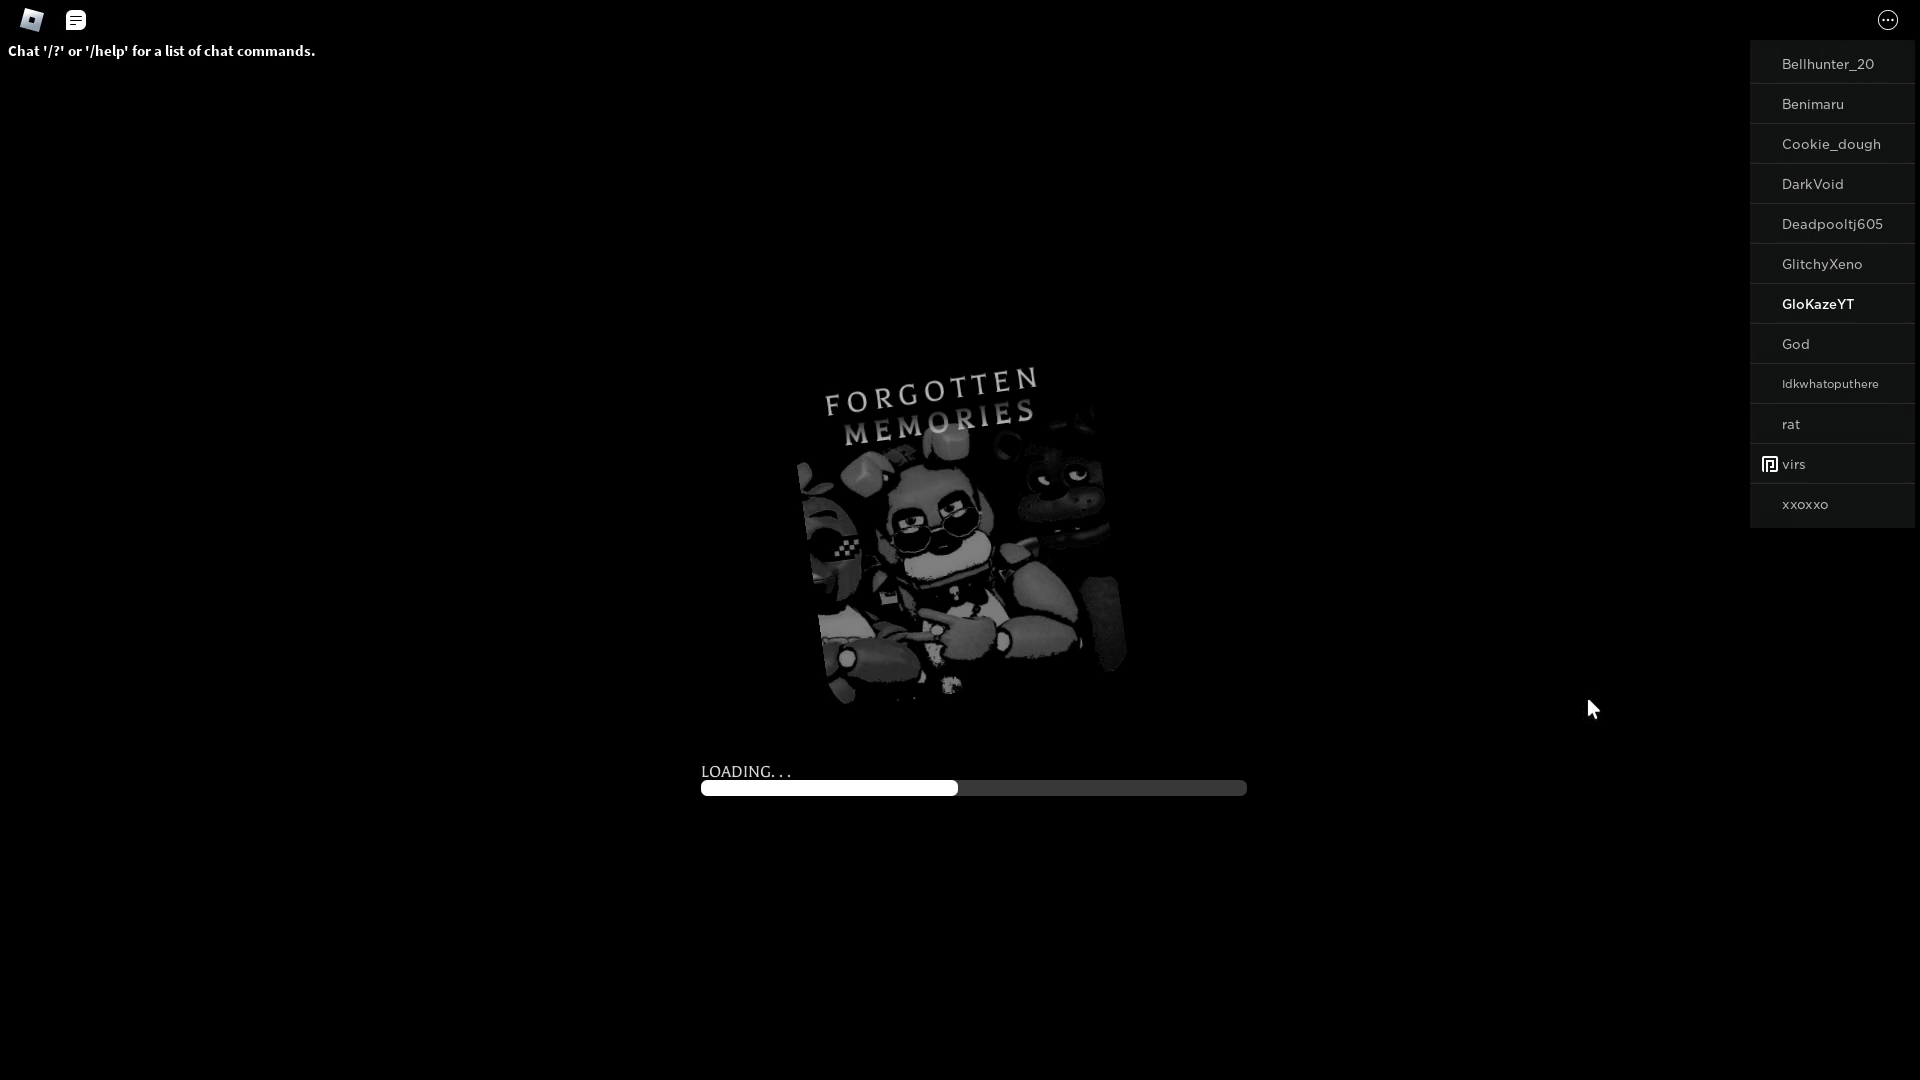 Chat '/?' or '/help' for a list of chat commands.
Bellhunter_20
Benimaru
Cookie_dough
DarkVoid
Deadpooltj605
GlitchyXeno
GloKazeYT
God
Idkwhatoputhere
rat
virs
xxoxxo
FORGOTTEN
MEMORIES
LOADING. . .